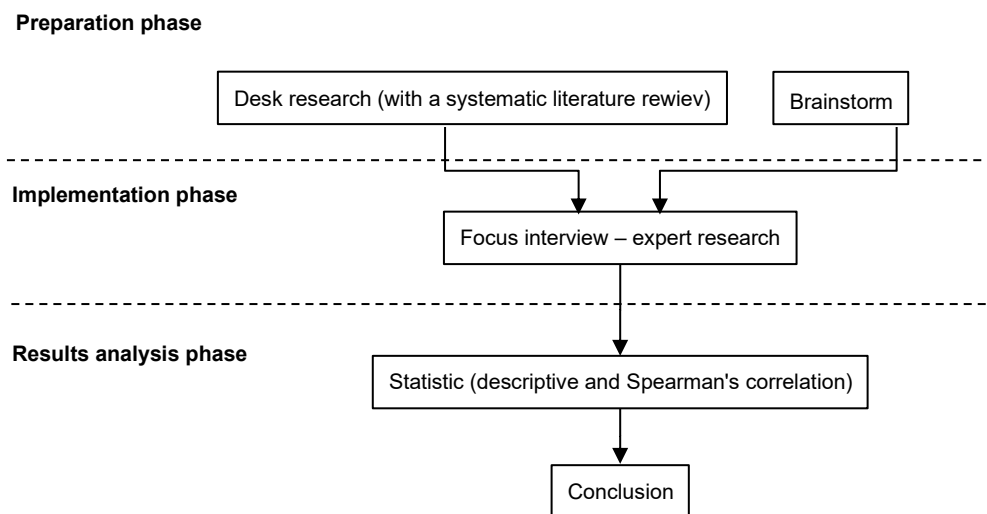 Preparation phase
Desk research (with a systematic literature rewiev)
Brainstorm
Implementation phase
Focus interview – expert research
Results analysis phase
Statistic (descriptive and Spearman's correlation)
Conclusion